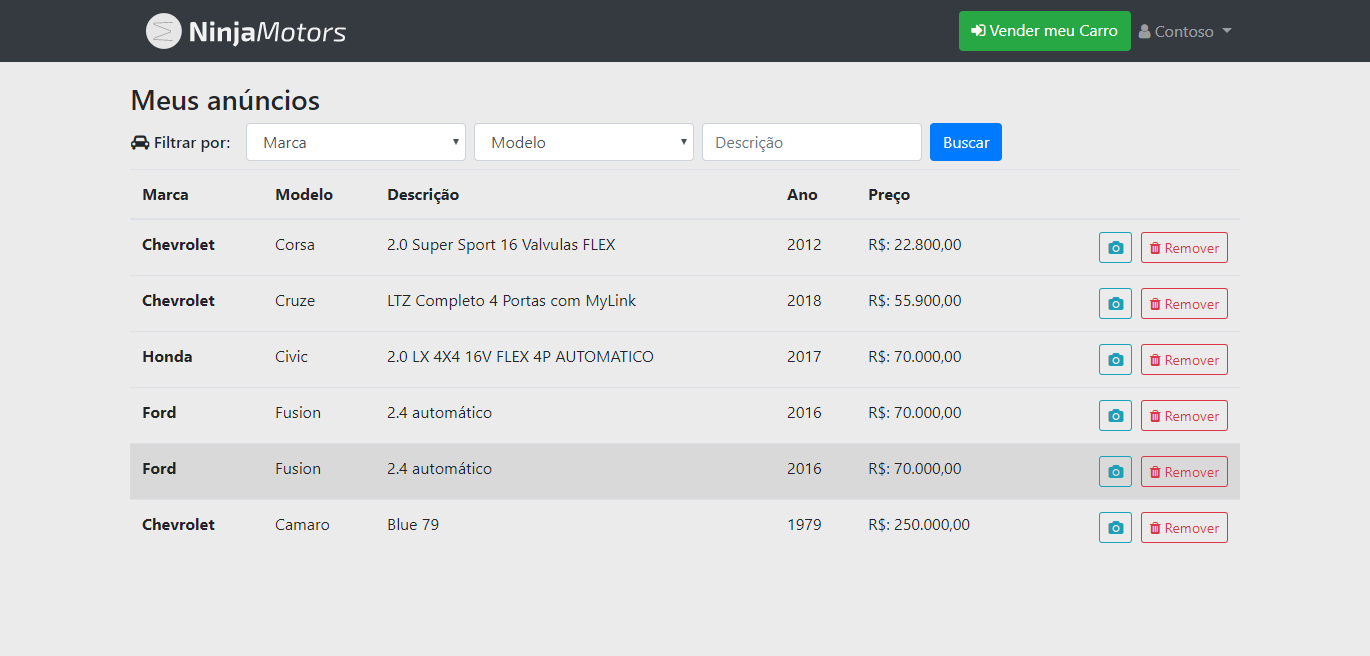 NinjaMotors Vender meu Carro Contoso
Meus anúncios
Filtrar por: Marca Modelo Descrição Buscar
Marca Modelo Descrição Ano Preço
Chevrolet Corsa 2.0 Super Sport 16 Valvulas FLEX 2012 R$: 22.800,00 Remover
Chevrolet Cruze LTZ Completo 4 Portas com MyLink 2018 R$: 55.900,00 Remover
Honda Civic 2.0 LX 4X4 16V FLEX 4P AUTOMATICO 2017 R$: 70.000,00 Remover
Ford Fusion 2.4 automático 2016 R$: 70.000,00 Remover
Ford Fusion 2.4 automático 2016 R$: 70.000,00 Remover
Chevrolet Camaro Blue 79 1979 R$: 250.000,00 Remover